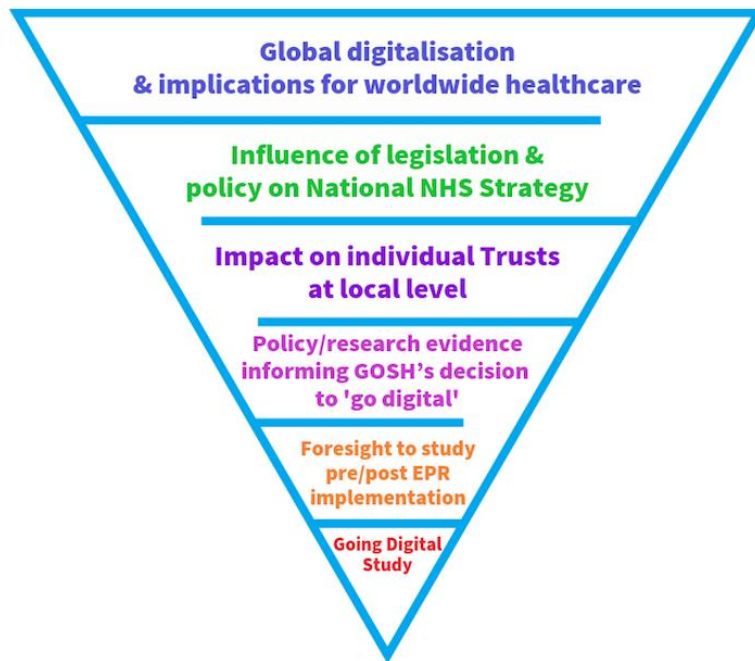 Global digitalisation
& implications for worldwide healthcare
Influence of legislation &
policy on National NHS Strategy
Impact on individual Trusts
at local level
Policy/research evidence
informing GOSH’s decision
to 'go digital'
Foresight to study
pre/post EPR
implementation
Going Digital
Study